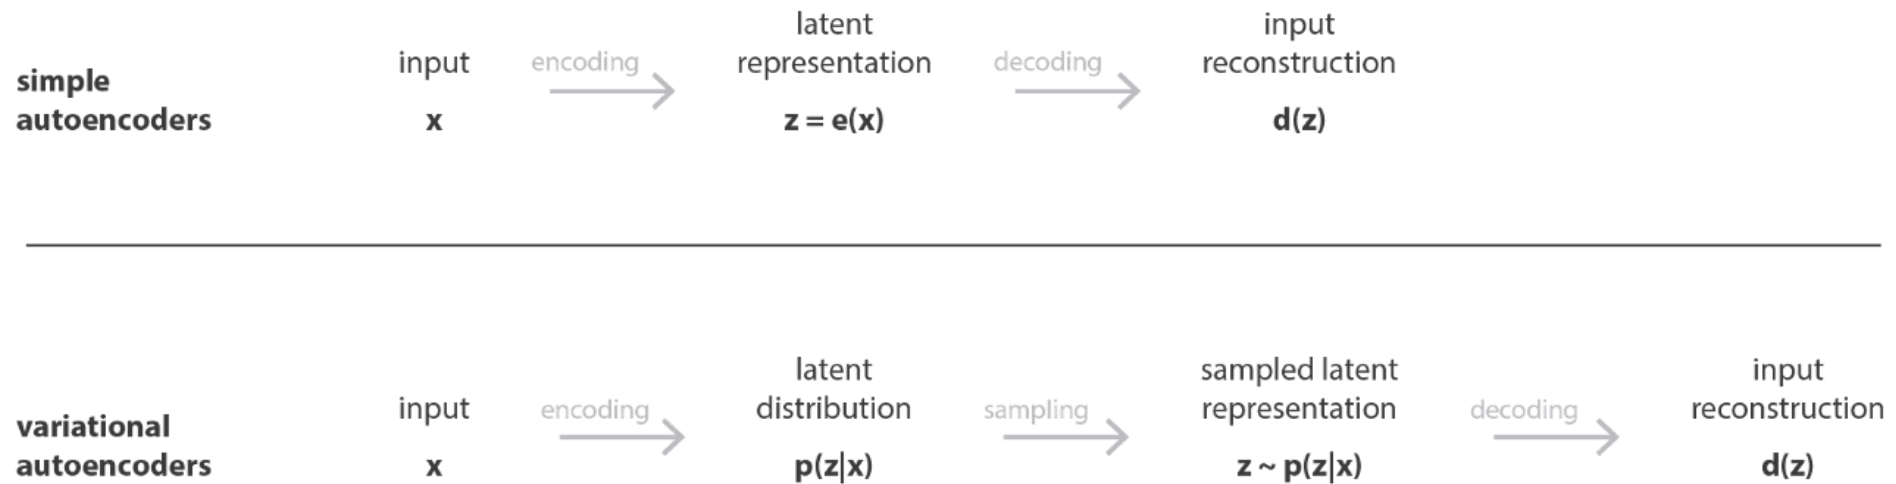 simple
autoencoders
input
x
encoding
latent
representation
z = e(x)
decoding
input
reconstruction
d(z)
variational
autoencoders
input
x
encoding
latent
distribution
p(z|x)
sampling
sampled latent
representation
z ~ p(z|x)
decoding
input
reconstruction
d(z)